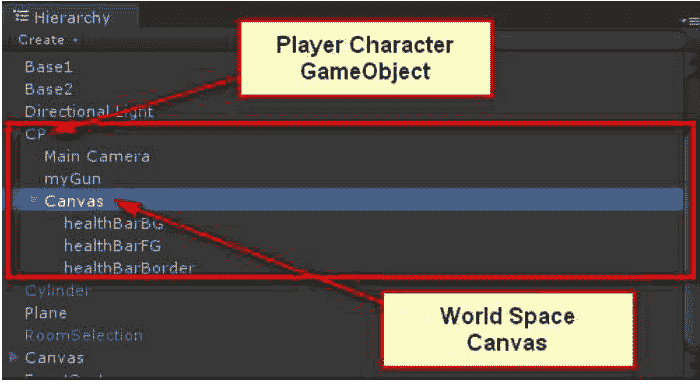 Hierarchy
Create
Player Character
GameObject
Base1
Base2
Directional Light
CP
Main Camera
myGun
Canvas
healthBarBG
healthBarFG
healthBarBorder
Cylinder
Plane
World Space
Canvas
RoomSelection
Canvas